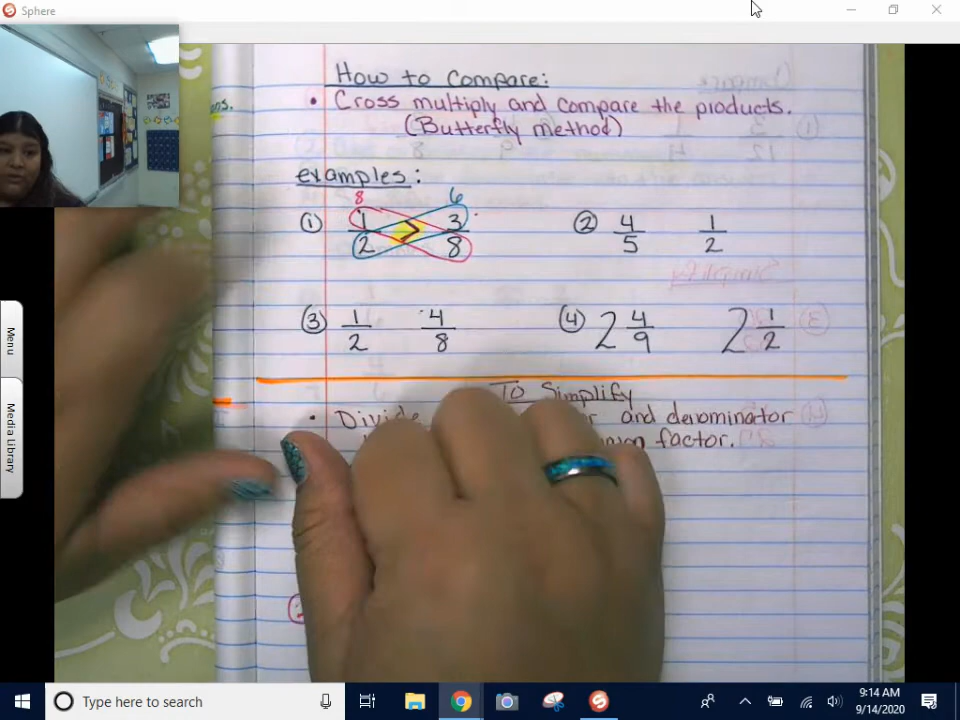 Sphere
How to Compare:
• Cross multiply and compare the products.
(Butterfly method)
ons.
examples:
8 6
① 1/2 > 3/8 ② 4/5 1/2
③ 1/2 4/8 ④ 2 4/9 2 1/2
To Simplify
• Divide and denominator
factor.
Menu
Media Library
Type here to search
9:14 AM
9/14/2020